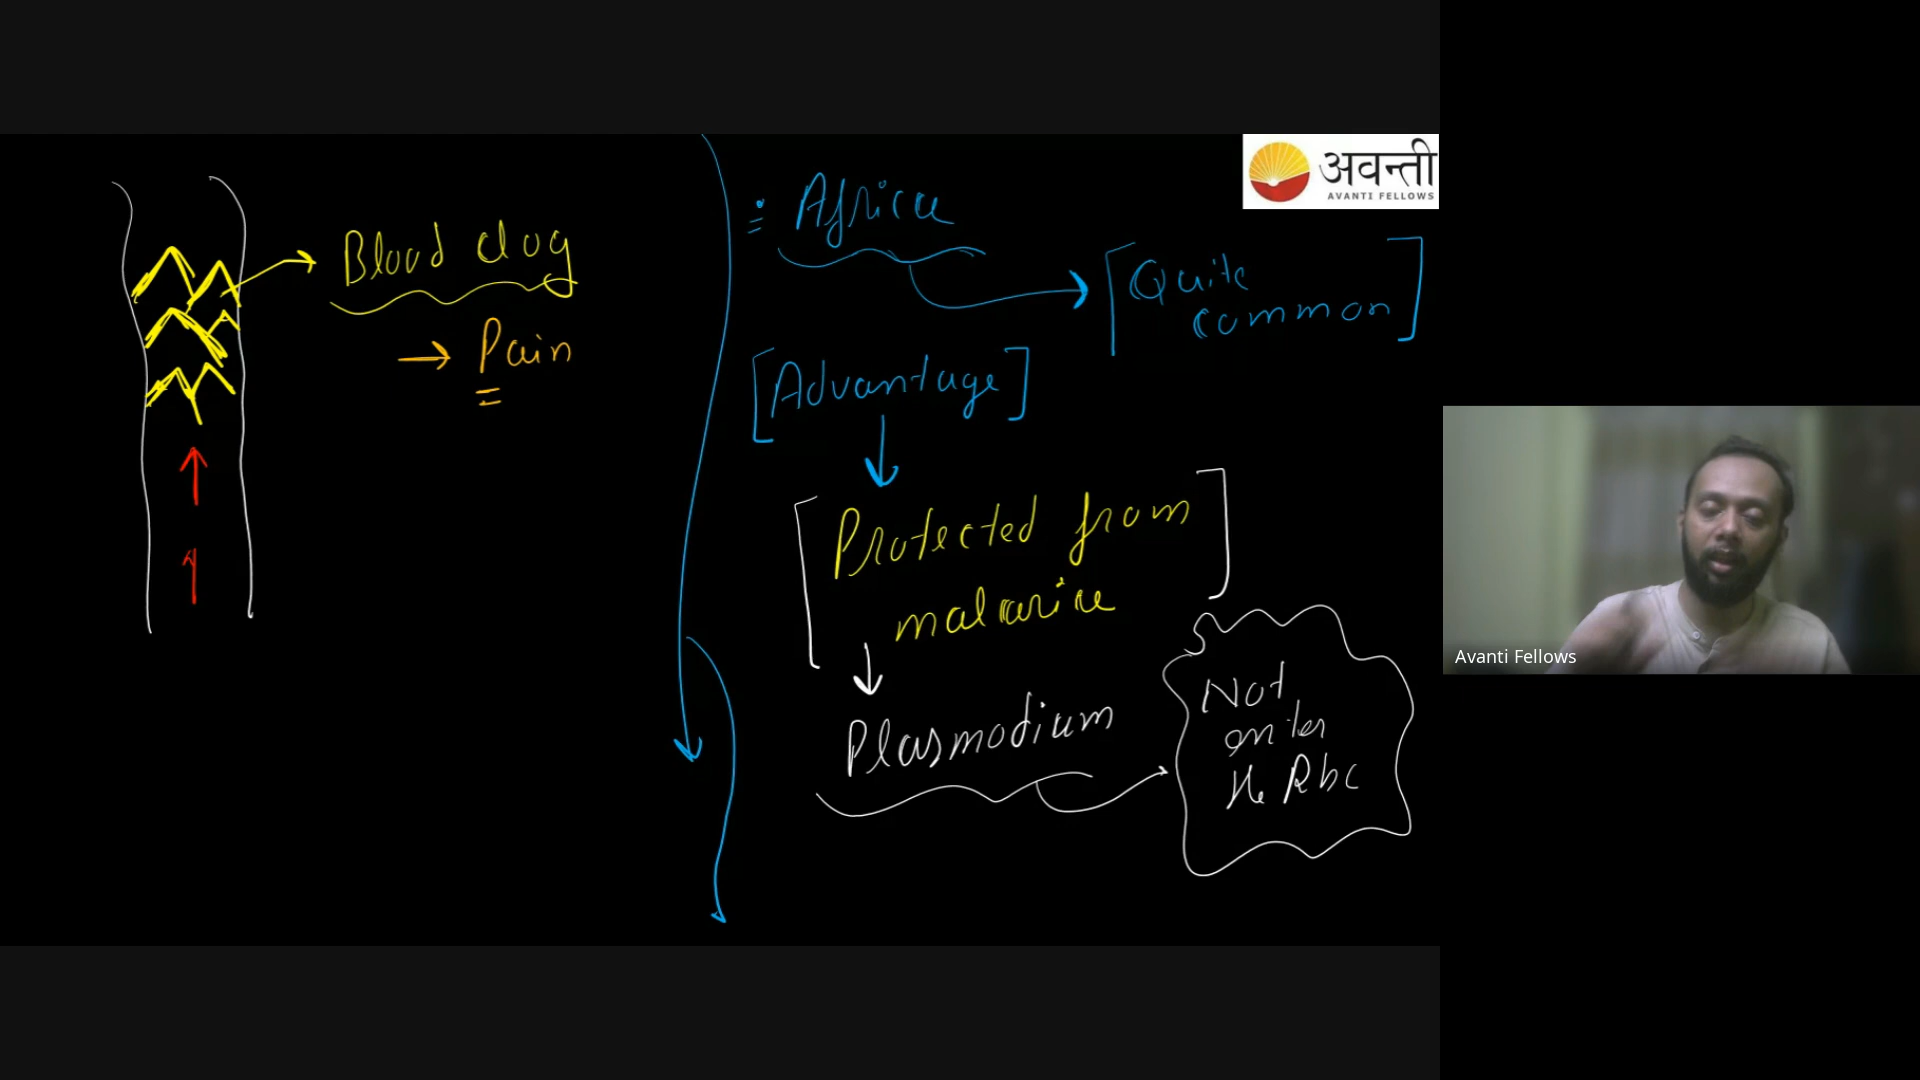 Blood clog
→ Pain
: Africa
[Quite
common]
[Advantage]
[Protected from
malaria]
Plasmodium
Not
enter
the Rbc
अवन्ती
AVANTI FELLOWS
Avanti Fellows